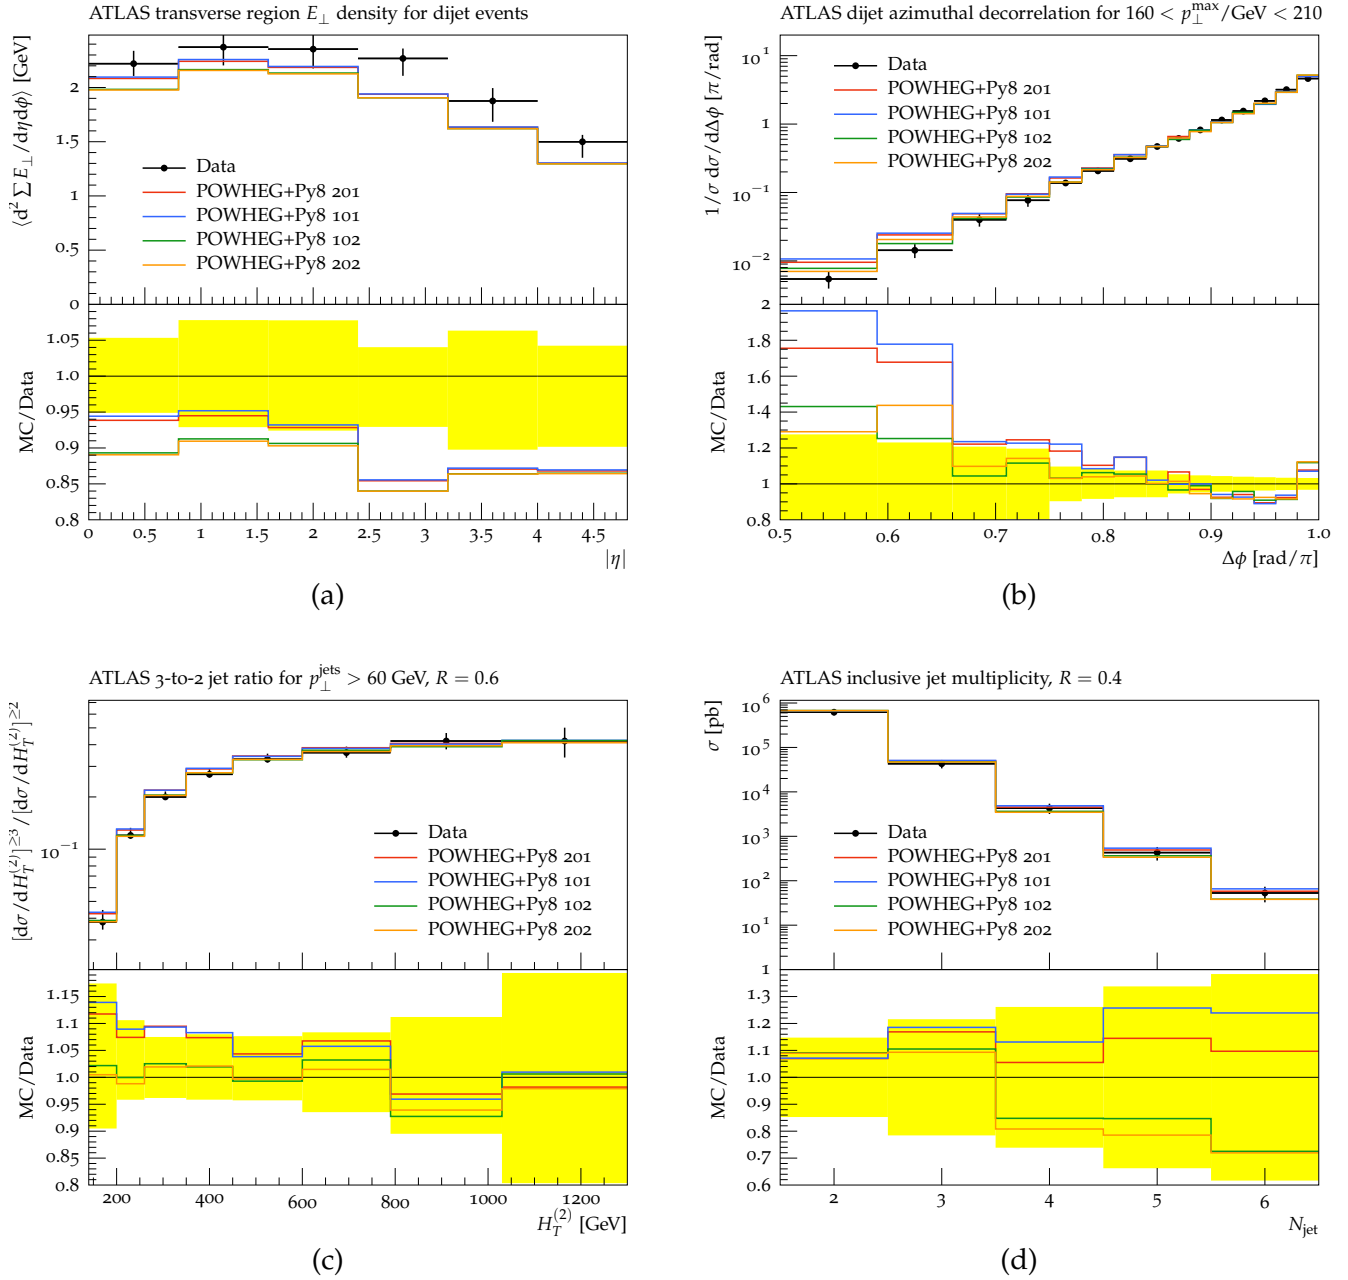 ATLAS transverse region E⊥ density for dijet events
⟨d² ∑ E⊥/dηdϕ⟩ [GeV]
2
1.5
1
0.5
0
Data
POWHEG+Py8 201
POWHEG+Py8 101
POWHEG+Py8 102
POWHEG+Py8 202
MC/Data
1.05
1.0
0.95
0.9
0.85
0.8
0 0.5 1 1.5 2 2.5 3 3.5 4 4.5
|η|
(a)
ATLAS dijet azimuthal decorrelation for 160 < p⊥^max/GeV < 210
1/σ dσ/dΔϕ [π/rad]
10¹
1
10⁻¹
10⁻²
Data
POWHEG+Py8 201
POWHEG+Py8 101
POWHEG+Py8 102
POWHEG+Py8 202
MC/Data
2
1.8
1.6
1.4
1.2
1
0.8
0.5 0.6 0.7 0.8 0.9 1.0
Δϕ [rad/π]
(b)
ATLAS 3-to-2 jet ratio for p⊥^jets > 60 GeV, R = 0.6
[dσ/dH_T^(2)]^≥3/[dσ/dH_T^(2)]^≥2
10⁻¹
Data
POWHEG+Py8 201
POWHEG+Py8 101
POWHEG+Py8 102
POWHEG+Py8 202
MC/Data
1.15
1.1
1.05
1.0
0.95
0.9
0.85
0.8
200 400 600 800 1000 1200
H_T^(2) [GeV]
(c)
ATLAS inclusive jet multiplicity, R = 0.4
σ [pb]
10⁶
10⁵
10⁴
10³
10²
10¹
1
Data
POWHEG+Py8 201
POWHEG+Py8 101
POWHEG+Py8 102
POWHEG+Py8 202
MC/Data
1.3
1.2
1.1
1.0
0.9
0.8
0.7
0.6
2 3 4 5 6
N_jet
(d)